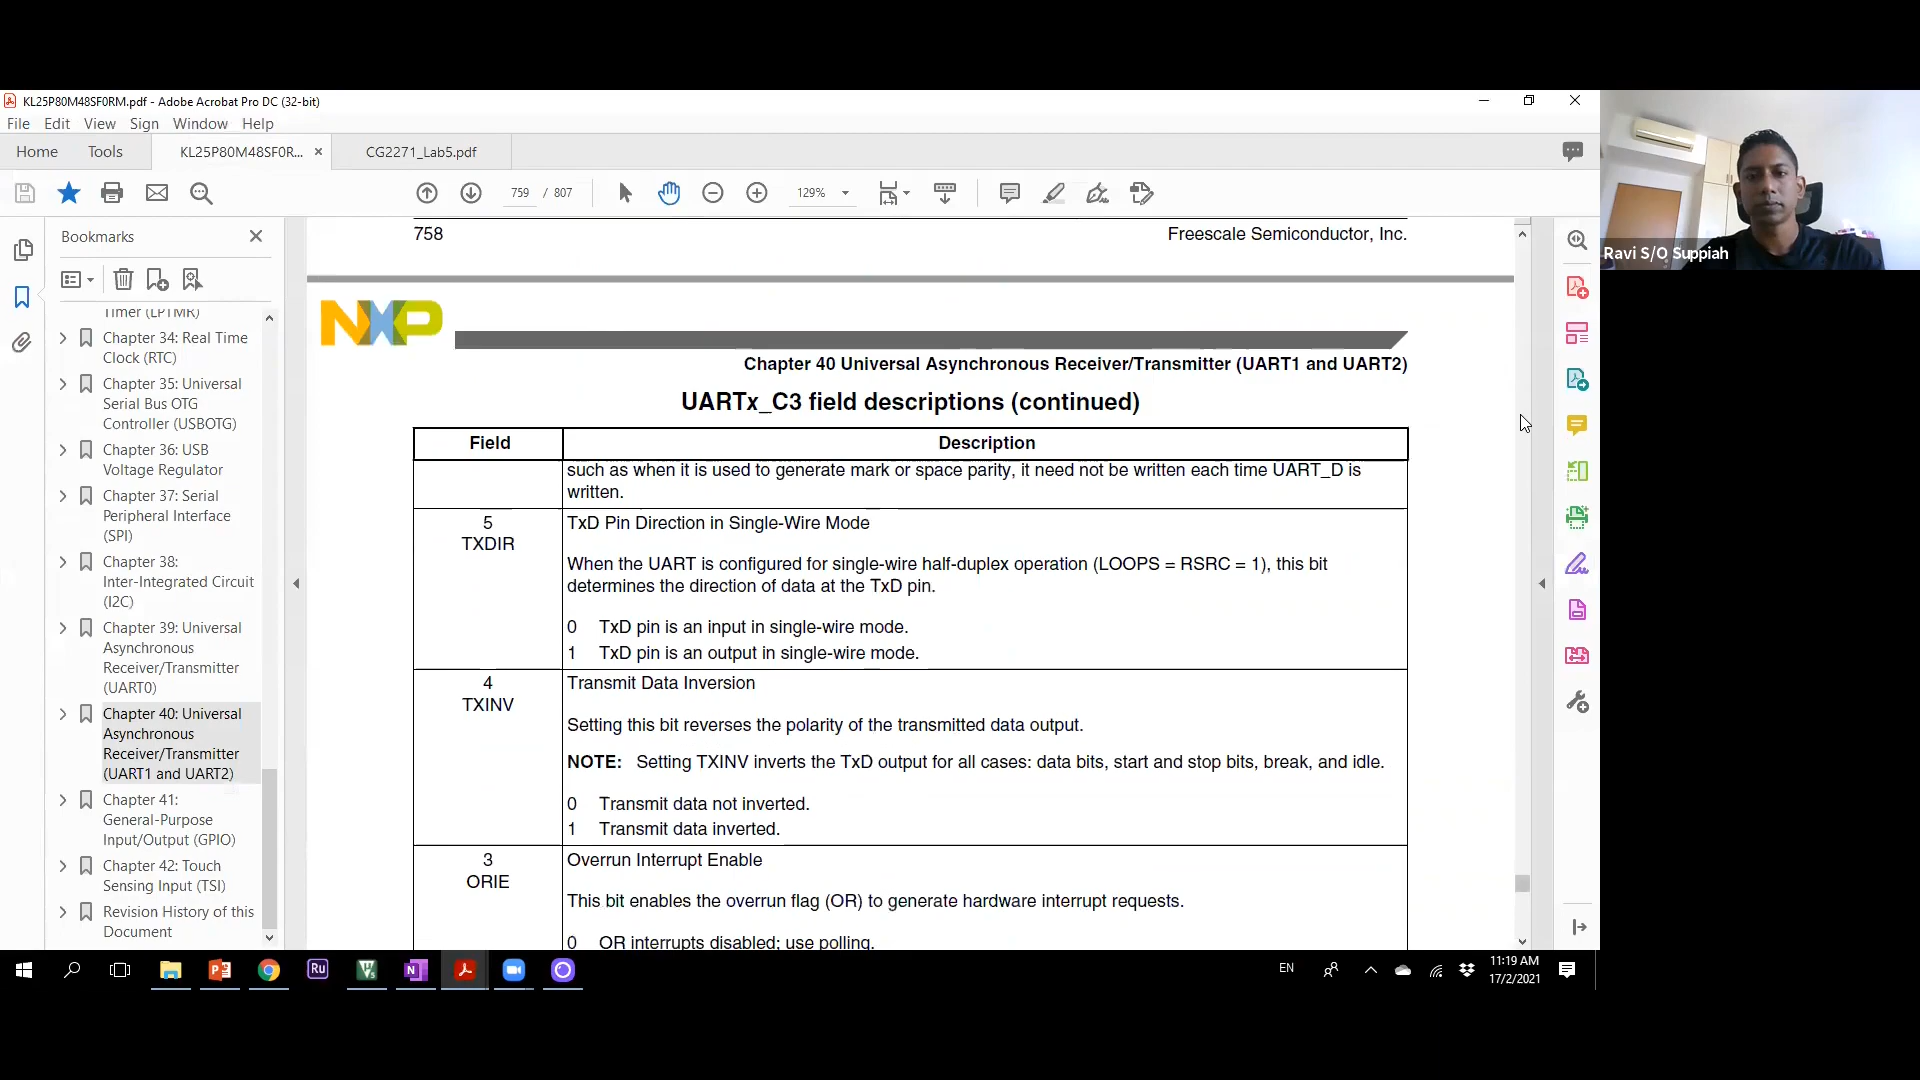 KL25P80M48SF0RM.pdf - Adobe Acrobat Pro DC (32-bit)
File Edit View Sign Window Help
Home Tools KL25P80M48SF0R... × CG2271_Lab5.pdf
759 / 807 129%
Bookmarks
Timer (LPTMR)
Chapter 34: Real Time
Clock (RTC)
Chapter 35: Universal
Serial Bus OTG
Controller (USBOTG)
Chapter 36: USB
Voltage Regulator
Chapter 37: Serial
Peripheral Interface
(SPI)
Chapter 38:
Inter-Integrated Circuit
(I2C)
Chapter 39: Universal
Asynchronous
Receiver/Transmitter
(UART0)
Chapter 40: Universal
Asynchronous
Receiver/Transmitter
(UART1 and UART2)
Chapter 41:
General-Purpose
Input/Output (GPIO)
Chapter 42: Touch
Sensing Input (TSI)
Revision History of this
Document
758 Freescale Semiconductor, Inc.
NXP
Chapter 40 Universal Asynchronous Receiver/Transmitter (UART1 and UART2)
UARTx_C3 field descriptions (continued)
Field Description
such as when it is used to generate mark or space parity, it need not be written each time UART_D is
written.
5
TXDIR
TxD Pin Direction in Single-Wire Mode
When the UART is configured for single-wire half-duplex operation (LOOPS = RSRC = 1), this bit
determines the direction of data at the TxD pin.
0 TxD pin is an input in single-wire mode.
1 TxD pin is an output in single-wire mode.
4
TXINV
Transmit Data Inversion
Setting this bit reverses the polarity of the transmitted data output.
NOTE: Setting TXINV inverts the TxD output for all cases: data bits, start and stop bits, break, and idle.
0 Transmit data not inverted.
1 Transmit data inverted.
3
ORIE
Overrun Interrupt Enable
This bit enables the overrun flag (OR) to generate hardware interrupt requests.
0 OR interrupts disabled; use polling.
Ravi S/O Suppiah
Ru
EN
11:19 AM
17/2/2021